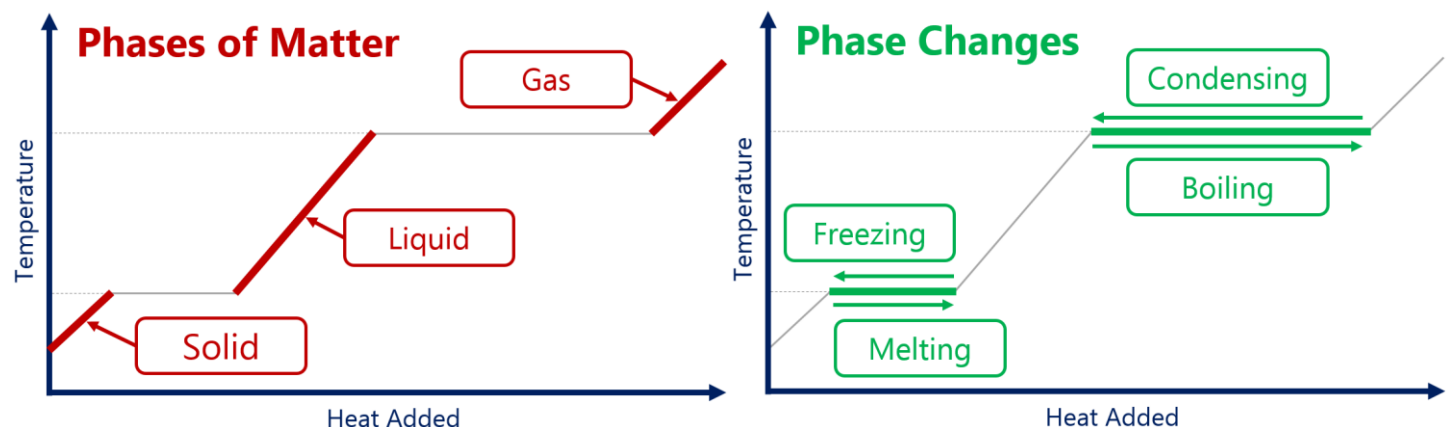 Phases of Matter
Gas
Liquid
Solid
Temperature
Heat Added
Phase Changes
Condensing
Boiling
Freezing
Melting
Temperature
Heat Added